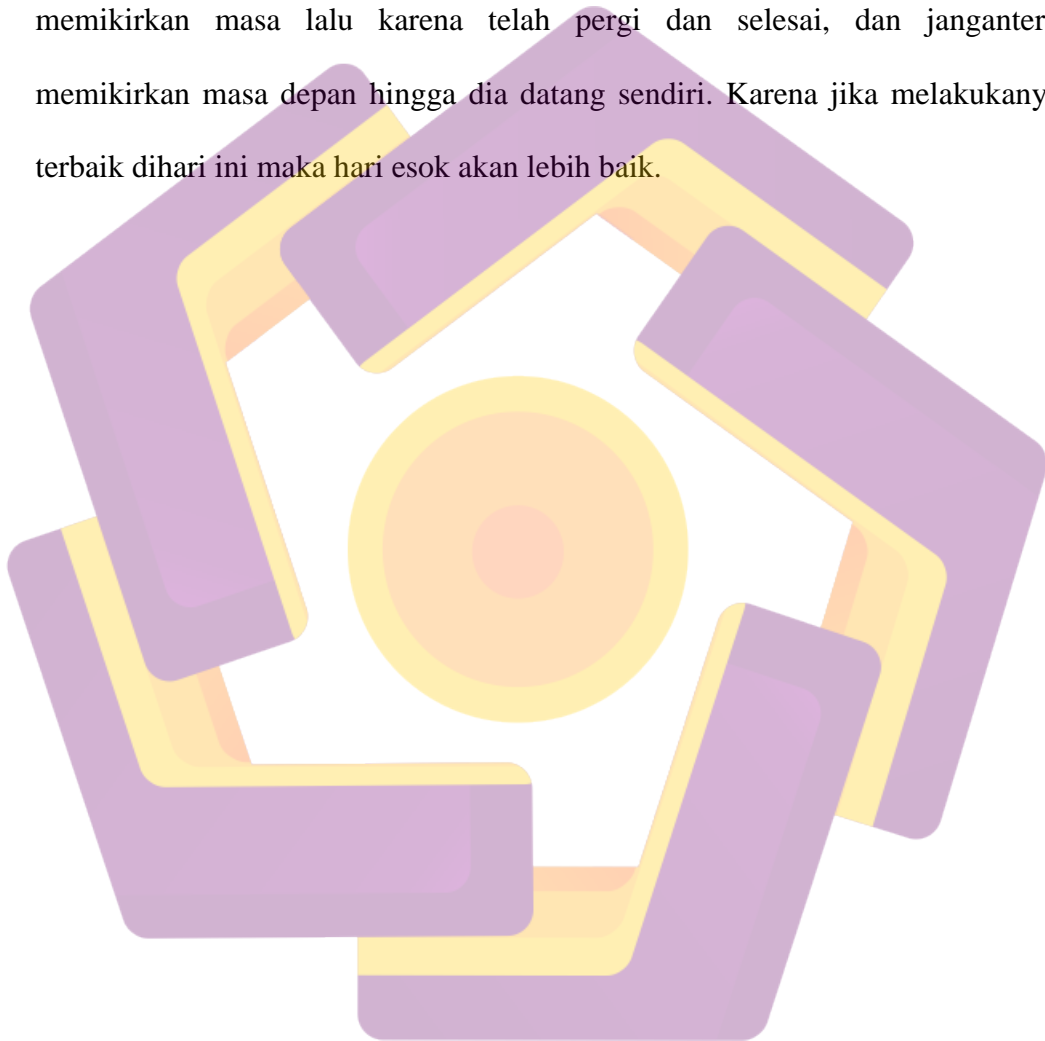 memikirkan masa lalu karena telah pergi dan selesai, dan janganter
memikirkan masa depan hingga dia datang sendiri. Karena jika melakukany
terbaik dihari ini maka hari esok akan lebih baik.